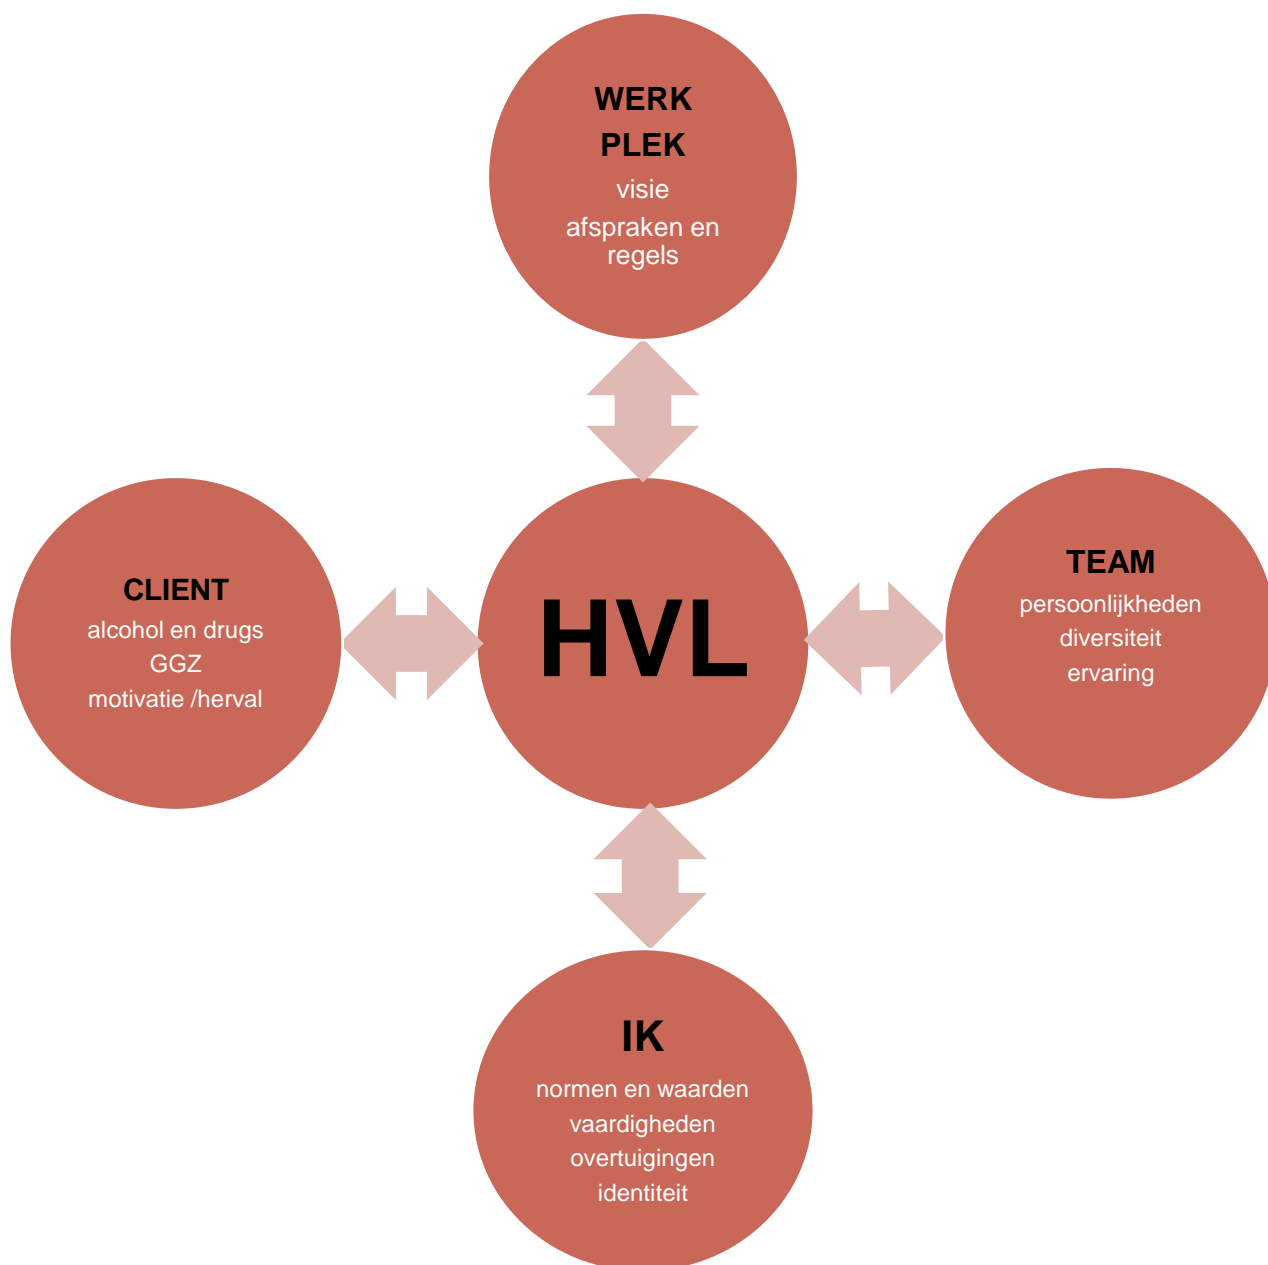 WERK
PLEK
visie
afspraken en
regels
CLIENT
alcohol en drugs
GGZ
motivatie /herval
HVL
TEAM
persoonlijkheden
diversiteit
ervaring
IK
normen en waarden
vaardigheden
overtuigingen
identiteit